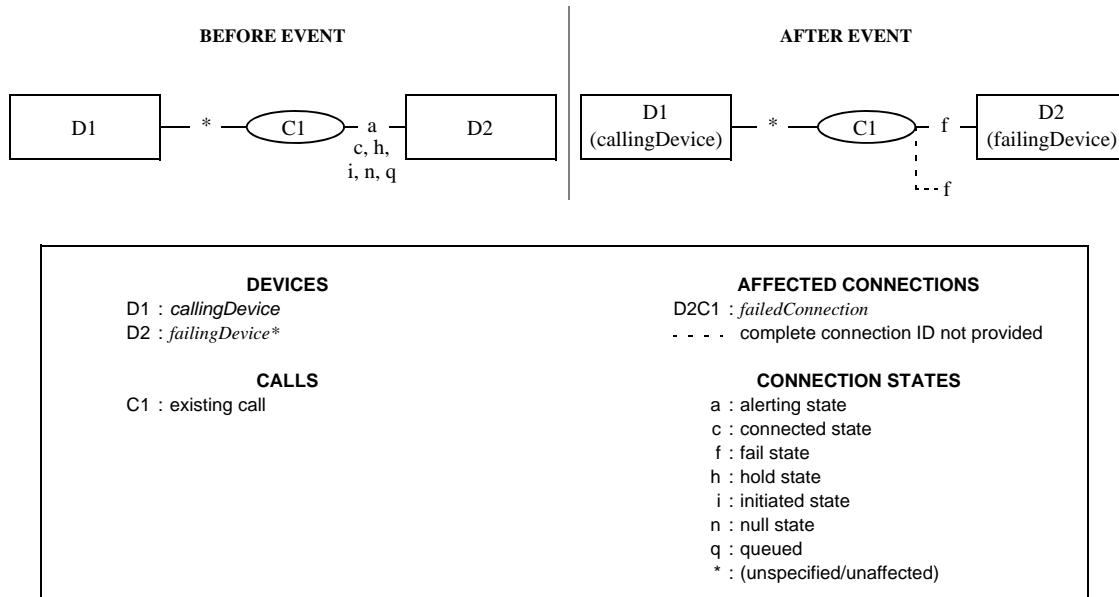 BEFORE EVENT
AFTER EVENT
D1
*
C1
a
c, h,
i, n, q
D2
D1
(callingDevice)
*
C1
f
f
D2
(failingDevice)
DEVICES
D1 : callingDevice
D2 : failingDevice*
CALLS
C1 : existing call
AFFECTED CONNECTIONS
D2C1 : failedConnection
- - - - complete connection ID not provided
CONNECTION STATES
a : alerting state
c : connected state
f : fail state
h : hold state
i : initiated state
n : null state
q : queued
* : (unspecified/unaffected)